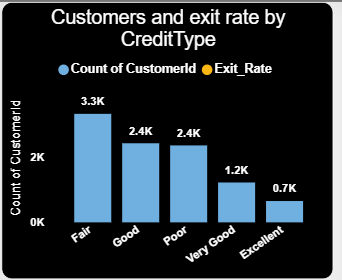 Customers and exit rate by
CreditType
Count of CustomerId Exit_Rate
3.3K
2.4K
2.4K
1.2K
0.7K
2K
0K
Count of CustomerId
Fair
Good
Poor
Very Good
Excellent